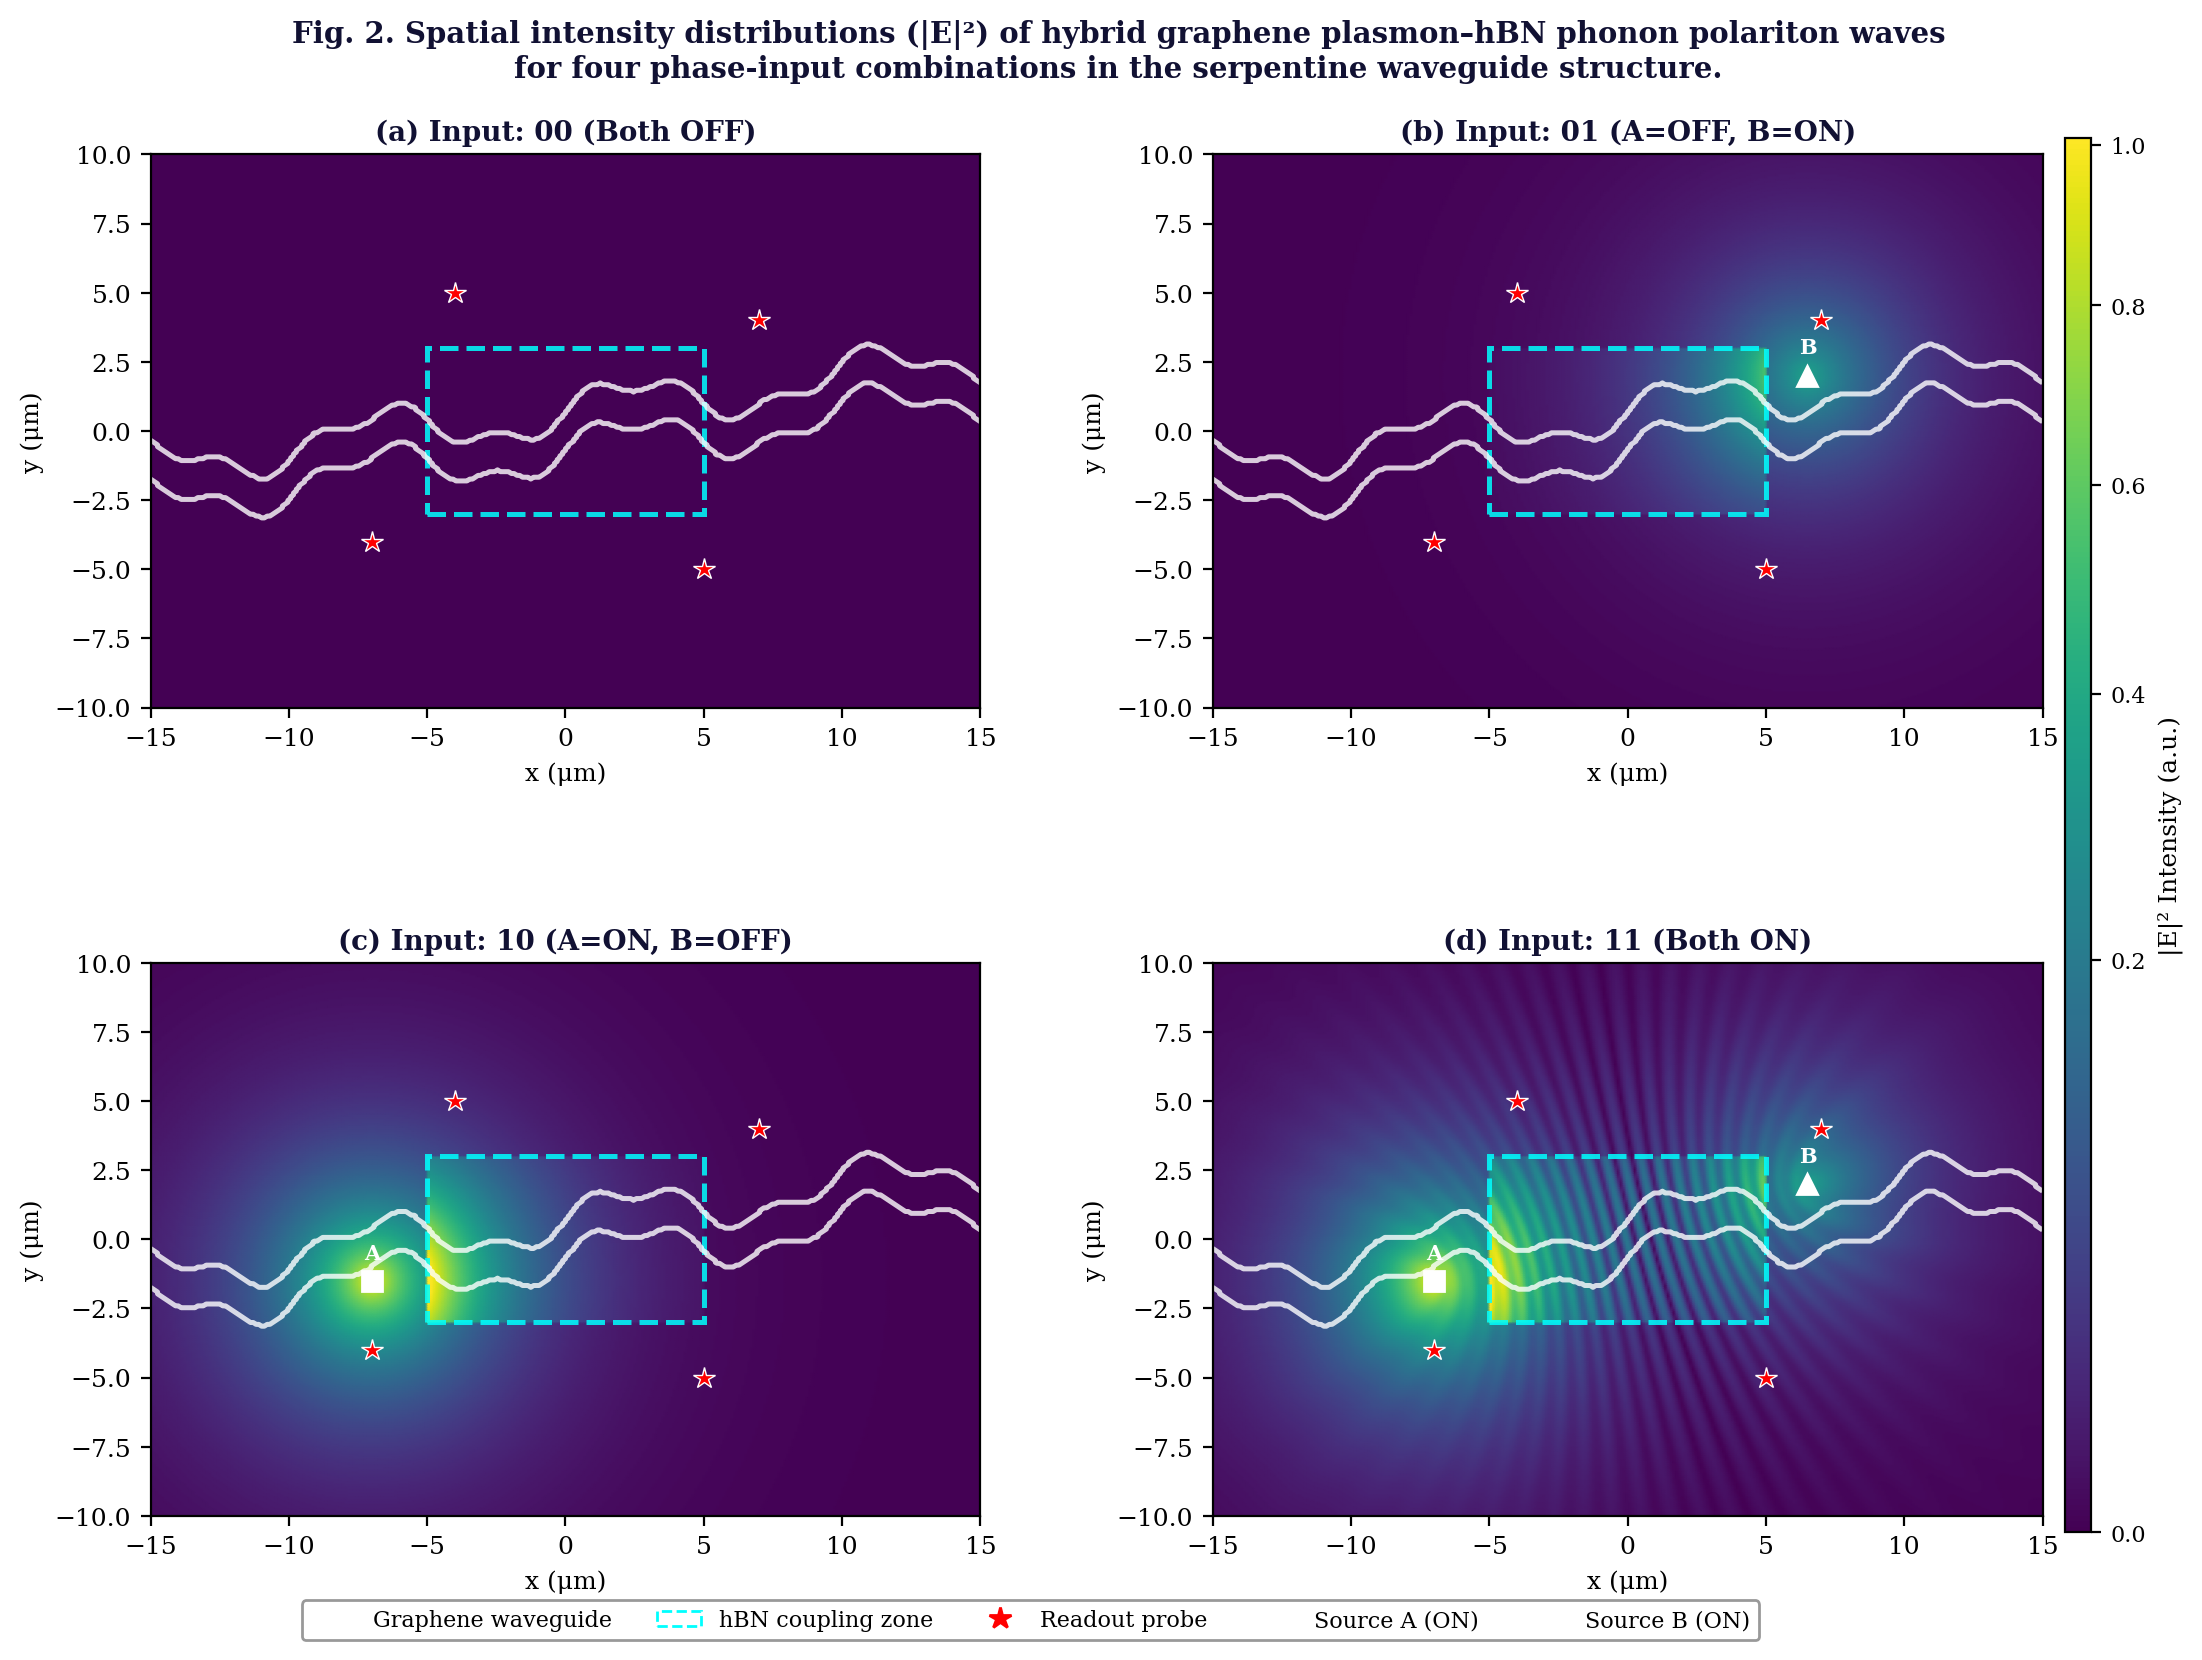 Fig. 2. Spatial intensity distributions (|E|²) of hybrid graphene plasmon–hBN phonon polariton waves
for four phase-input combinations in the serpentine waveguide structure.
(a) Input: 00 (Both OFF)
10.0
7.5
5.0
2.5
0.0
−2.5
−5.0
−7.5
−10.0
y (μm)
−15 −10 −5 0 5 10 15
x (μm)
(b) Input: 01 (A=OFF, B=ON)
10.0
7.5
5.0
2.5
0.0
−2.5
−5.0
−7.5
−10.0
y (μm)
B
−15 −10 −5 0 5 10 15
x (μm)
(c) Input: 10 (A=ON, B=OFF)
10.0
7.5
5.0
2.5
0.0
−2.5
−5.0
−7.5
−10.0
y (μm)
A
−15 −10 −5 0 5 10 15
x (μm)
(d) Input: 11 (Both ON)
10.0
7.5
5.0
2.5
0.0
−2.5
−5.0
−7.5
−10.0
y (μm)
B
A
−15 −10 −5 0 5 10 15
x (μm)
1.0
0.8
0.6
0.4
0.2
0.0
|E|² Intensity (a.u.)
Graphene waveguide hBN coupling zone Readout probe Source A (ON) Source B (ON)